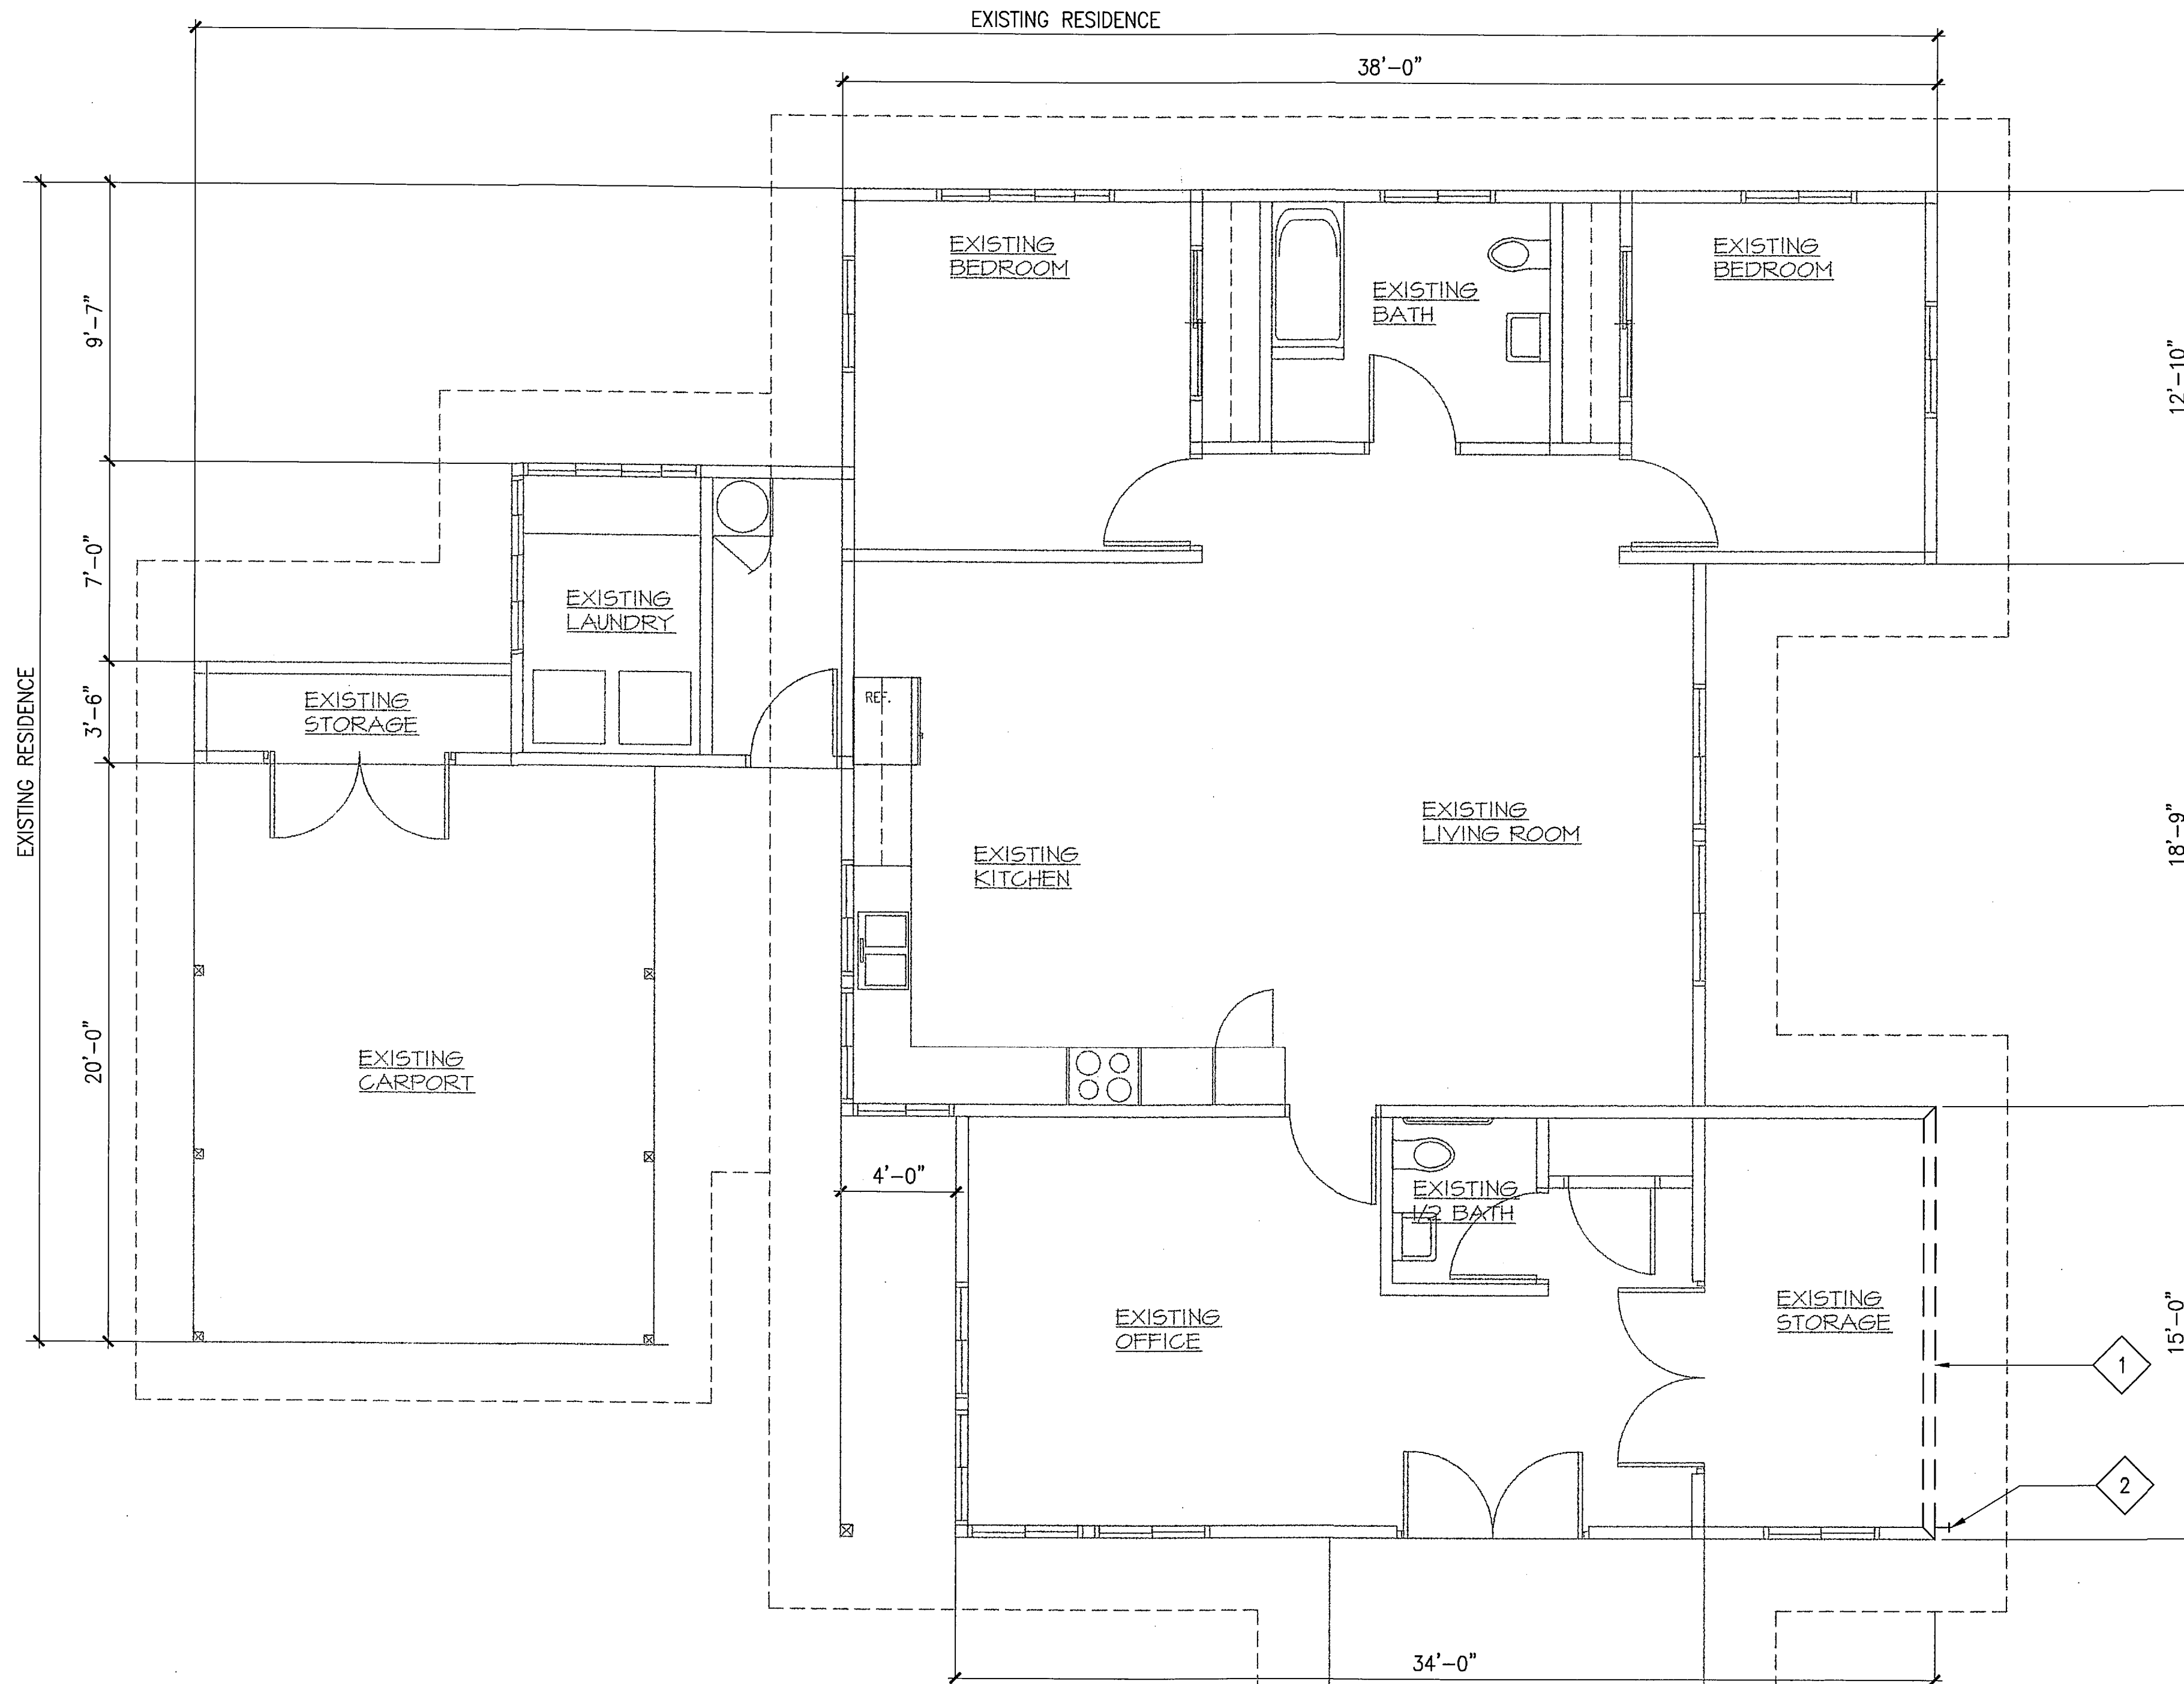 EXISTING RESIDENCE
38'-0"
EXISTING
BEDROOM
EXISTING
BATH
EXISTING
BEDROOM
9'-7"
12'-10"
7'-0"
EXISTING
LAUNDRY
EXISTING RESIDENCE
3'-6"
EXISTING
STORAGE
REF.
EXISTING
LIVING ROOM
18'-9"
EXISTING
KITCHEN
20'-0"
EXISTING
CARPORT
4'-0"
EXISTING
1/2 BATH
EXISTING
OFFICE
EXISTING
STORAGE
15'-0"
1
2
34'-0"